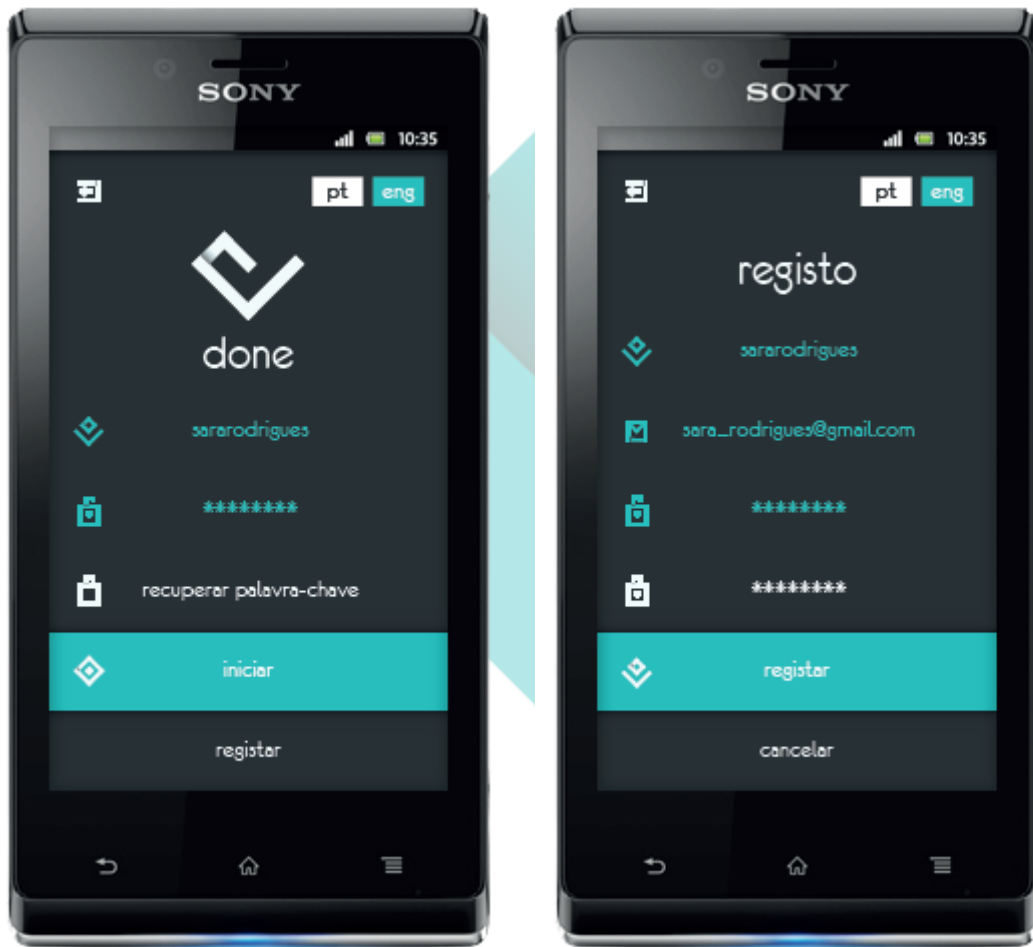 SONY
10:35
pt eng
done
sararodrigues
********
recuperar palavra-chave
iniciar
registar
SONY
10:35
pt eng
registo
sararodrigues
sara_rodrigues@gmail.com
********
********
registar
cancelar